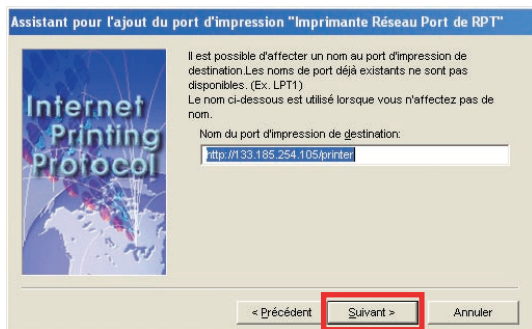 Assistant pour l'ajout du port d'impression "Imprimante Réseau Port de RPT"
Internet
Printing
Protocol
Il est possible d'affecter un nom au port d'impression de
destination.Les noms de port déjà existants ne sont pas
disponibles. (Ex. LPT1)
Le nom ci-dessous est utilisé lorsque vous n'affectez pas de
nom.
Nom du port d'impression de destination:
http://133.185.254.105/printer
< Précédent
Suivant >
Annuler